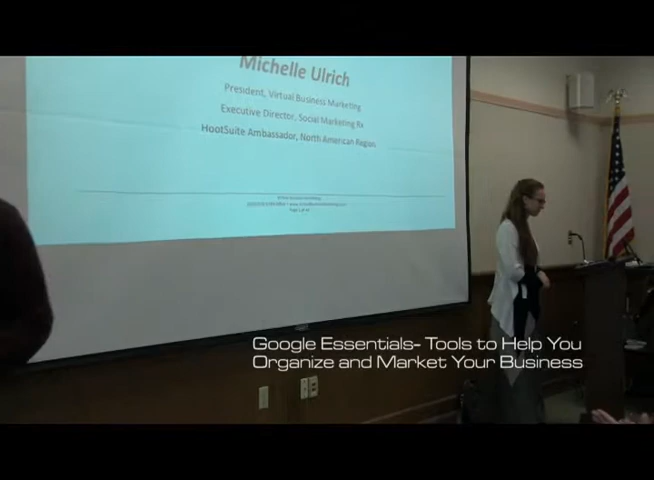 Michelle Ulrich
President, Virtual Business Marketing
Executive Director, Social Marketing Rx
HootSuite Ambassador, North American Region
Google Essentials- Tools to Help You
Organize and Market Your Business